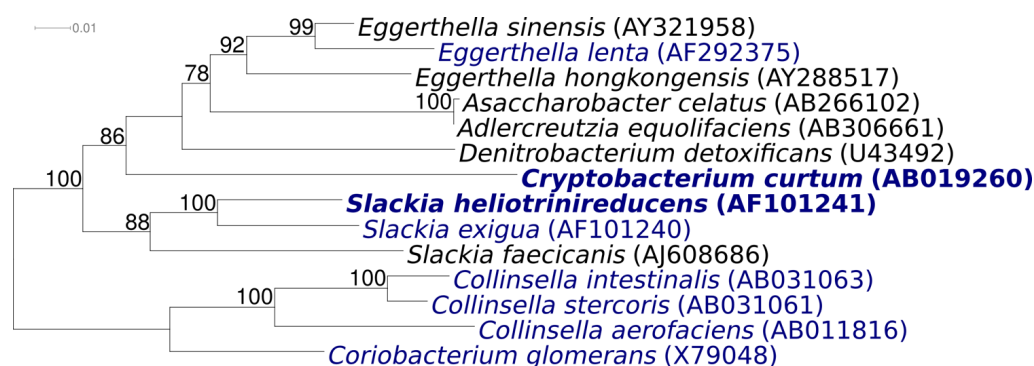 0.01
99
Eggerthella sinensis (AY321958)
92
Eggerthella lenta (AF292375)
78
Eggerthella hongkongensis (AY288517)
100
Asaccharobacter celatus (AB266102)
86
Adlercreutzia equolifaciens (AB306661)
Denitrobacterium detoxificans (U43492)
100
Cryptobacterium curtum (AB019260)
100
Slackia heliotrinireducens (AF101241)
88
Slackia exigua (AF101240)
Slackia faecicanis (AJ608686)
100
Collinsella intestinalis (AB031063)
100
Collinsella stercoris (AB031061)
Collinsella aerofaciens (AB011816)
Coriobacterium glomerans (X79048)